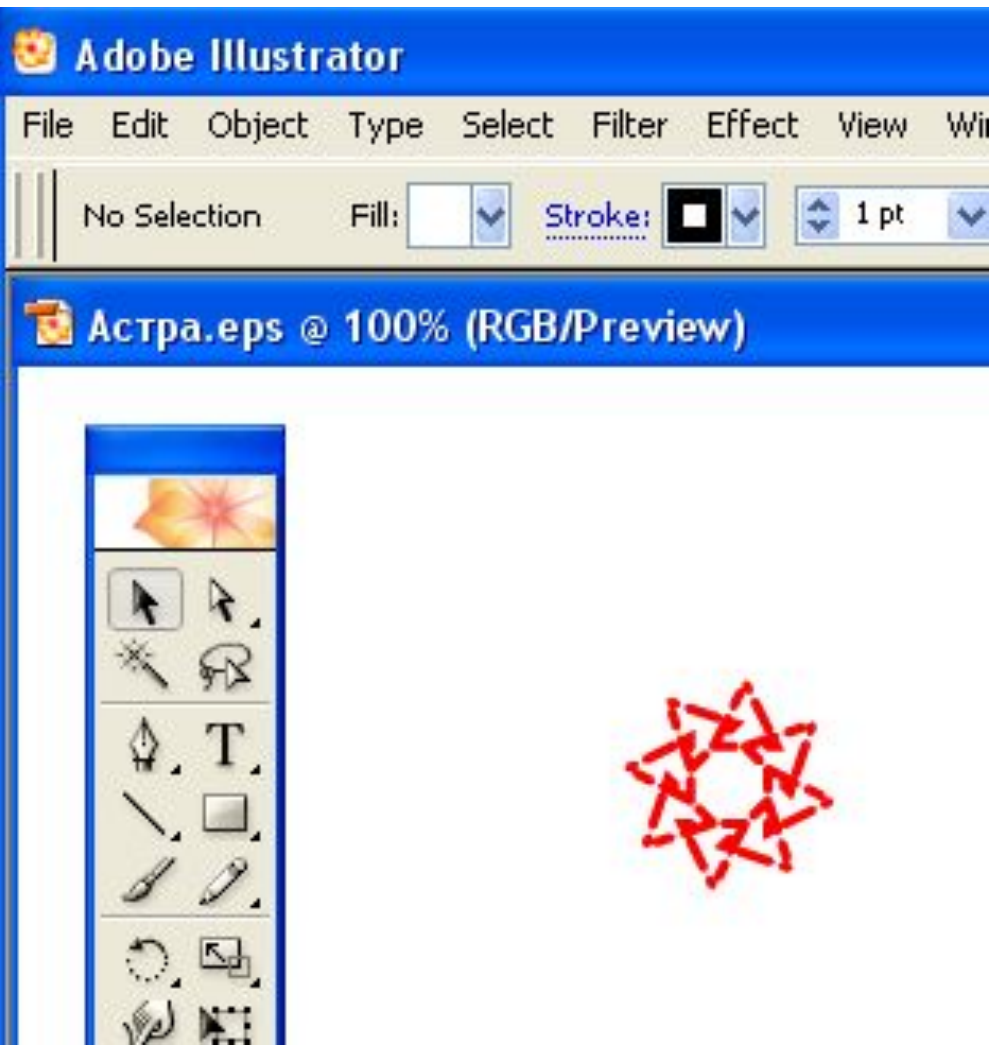 Adobe Illustrator
File Edit Object Type Select Filter Effect View Wi
No Selection Fill: Stroke: 1 pt
Астра.eps @ 100% (RGB/Preview)
T